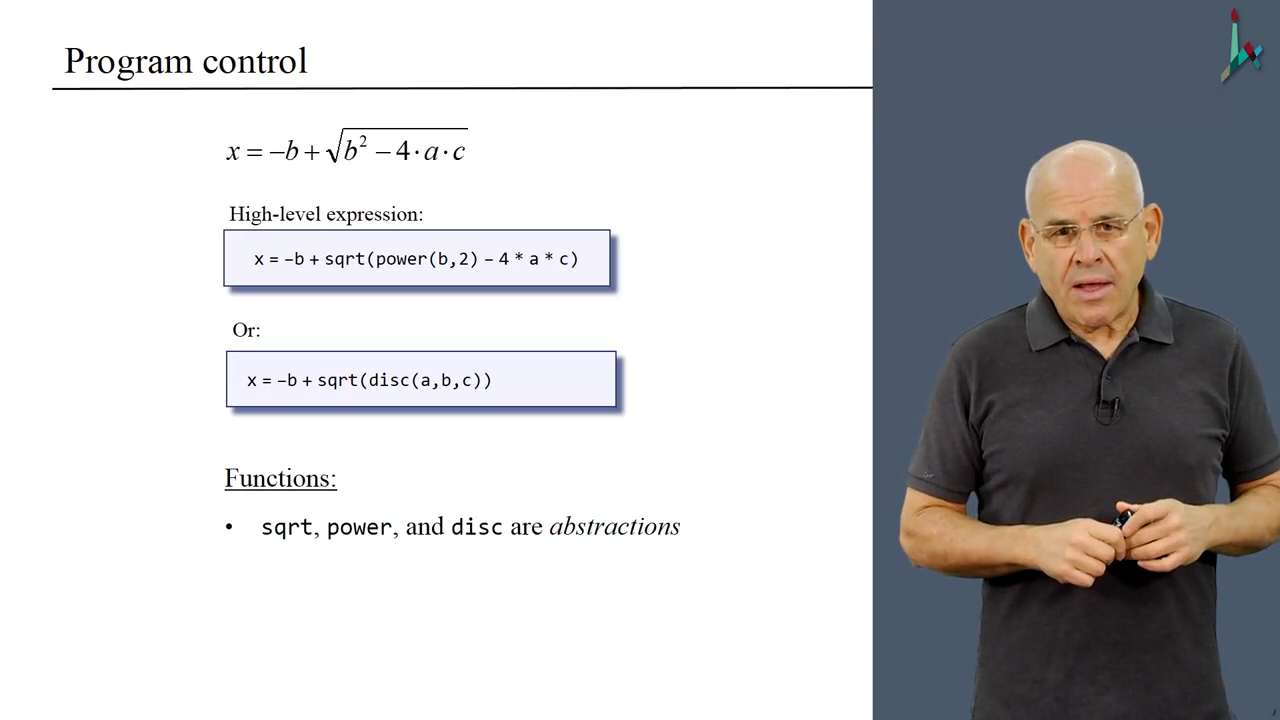 Program control
x = −b + √b² − 4 · a · c
High-level expression:
x = −b + sqrt(power(b,2) − 4 * a * c)
Or:
x = −b + sqrt(disc(a,b,c))
Functions:
• sqrt, power, and disc are abstractions